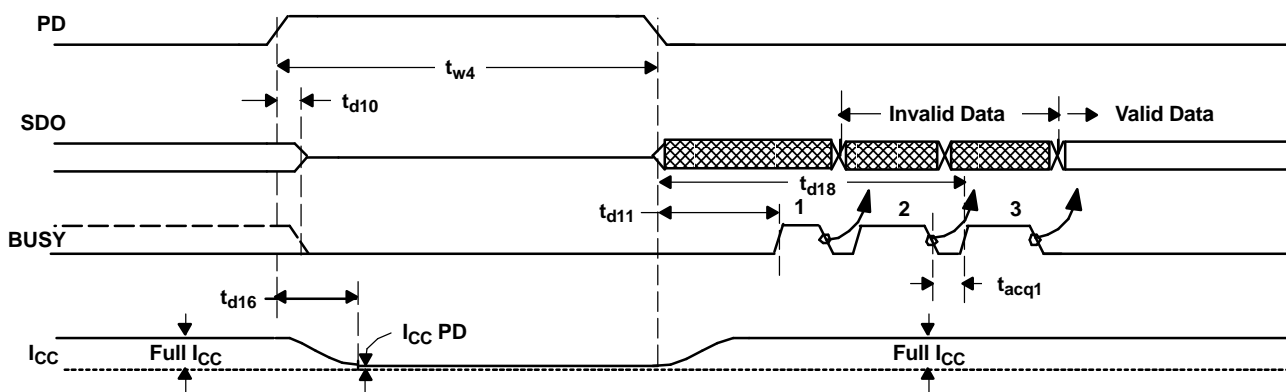 PD
tw4
td10
SDO
Invalid Data
Valid Data
td18
td11
1
2
3
BUSY
td16
tacq1
ICC PD
ICC
Full ICC
Full ICC